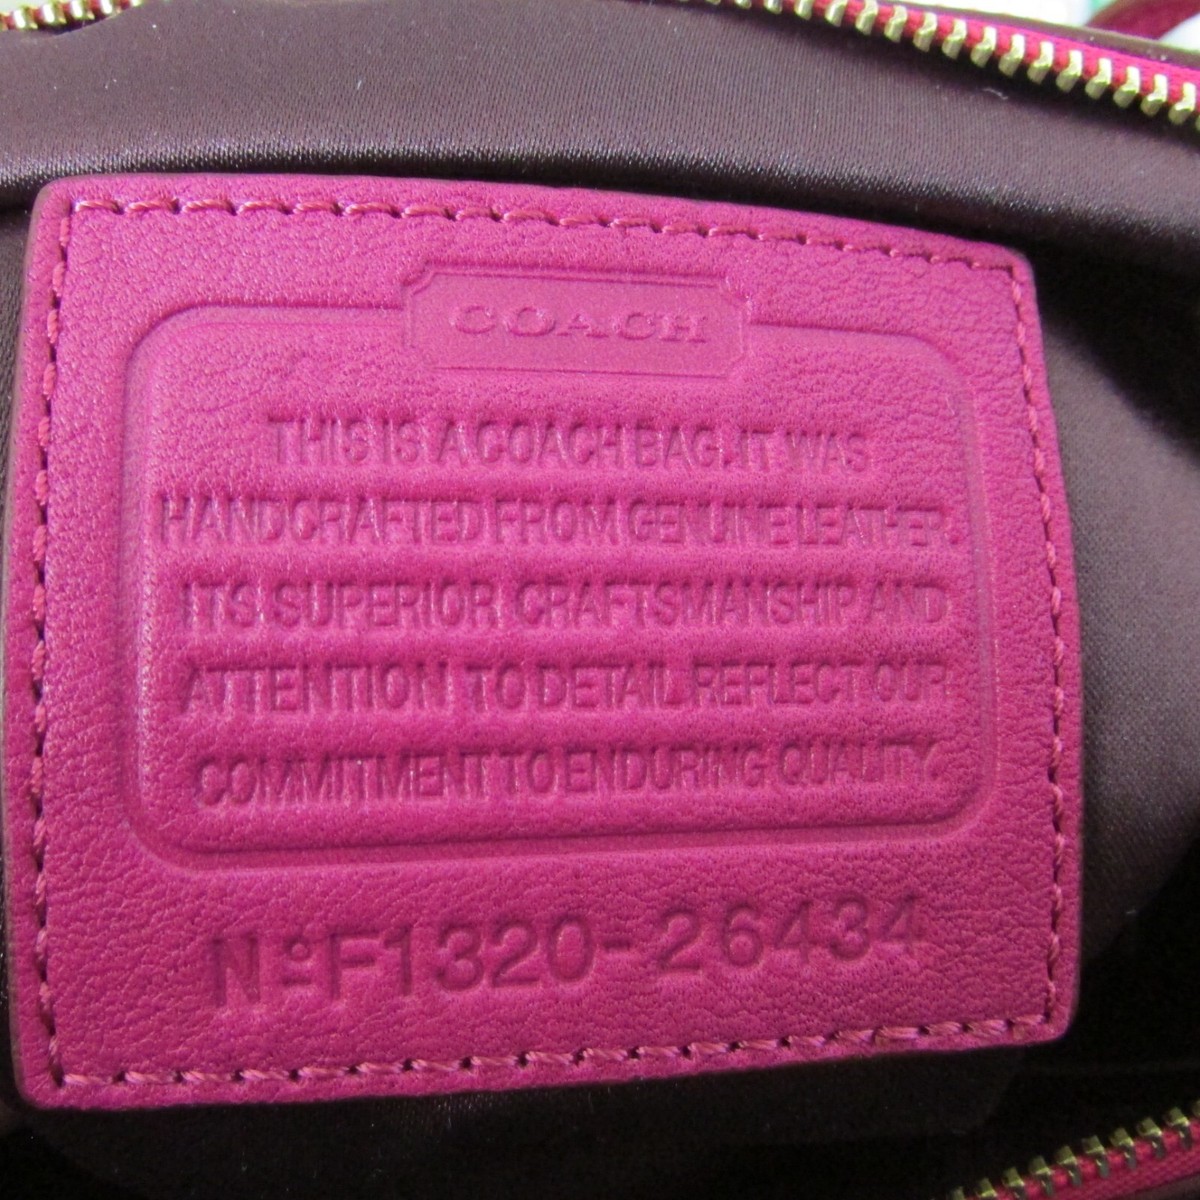 COACH
THIS IS A COACH BAG. IT WAS
HANDCRAFTED FROM GENUINE LEATHER.
ITS SUPERIOR CRAFTSMANSHIP AND
ATTENTION TO DETAIL REFLECT OUR
COMMITMENT TO ENDURING QUALITY.
Nº F1320-26434